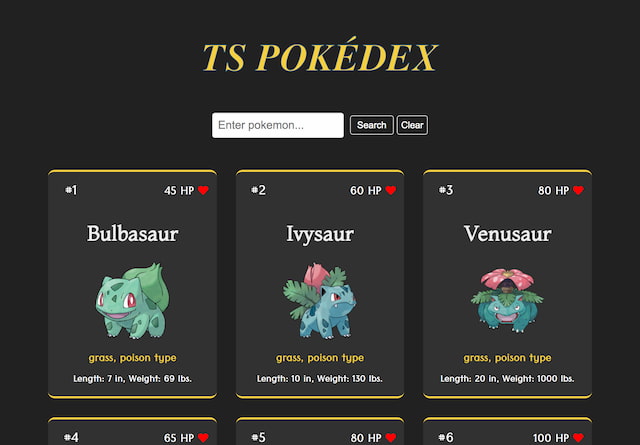 TS POKÉDEX
Enter pokemon... Search Clear
#1 45 HP #2 60 HP #3 80 HP
Bulbasaur Ivysaur Venusaur
grass, poison type grass, poison type grass, poison type
Length: 7 in, Weight: 69 lbs. Length: 10 in, Weight: 130 lbs. Length: 20 in, Weight: 1000 lbs.
#4 65 HP #5 80 HP #6 100 HP